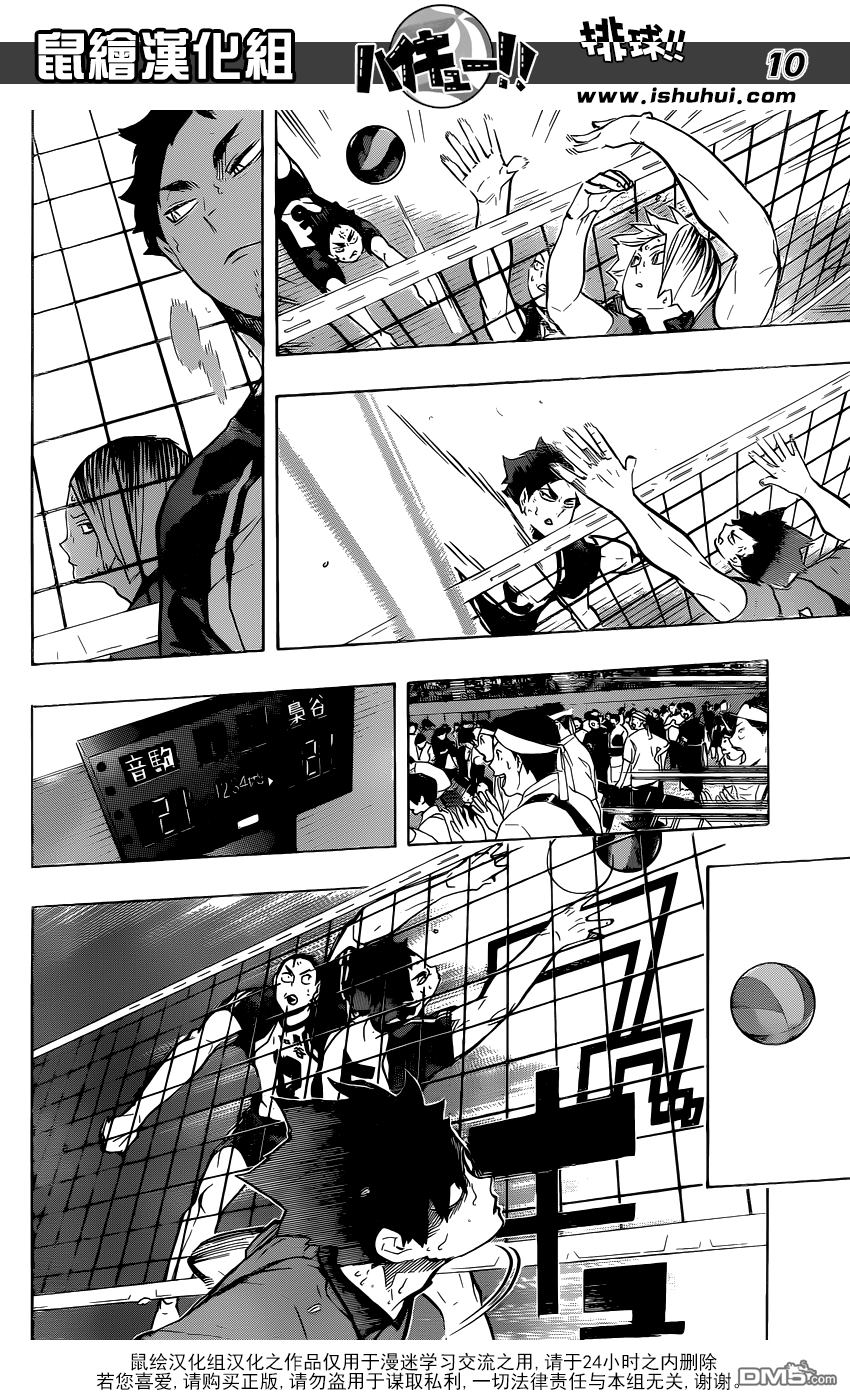 鼠繪漢化組
ハイキュー!!
排球!!
10
www.ishuhui.com
音駒
梟谷
21
21
キュ
鼠绘汉化组汉化之作品仅用于漫迷学习交流之用, 请于24小时之内删除
若您喜爱, 请购买正版, 请勿盗用于谋取私利, 一切法律责任与本组无关, 谢谢。
DM5.com